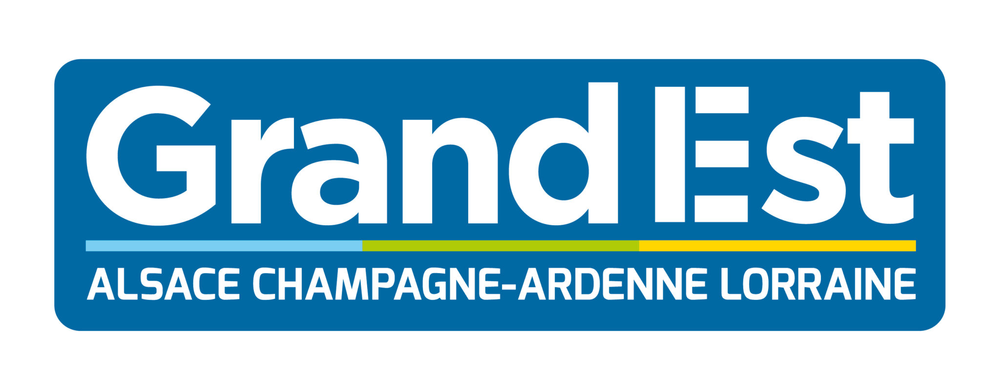 Grand Est
ALSACE CHAMPAGNE-ARDENNE LORRAINE